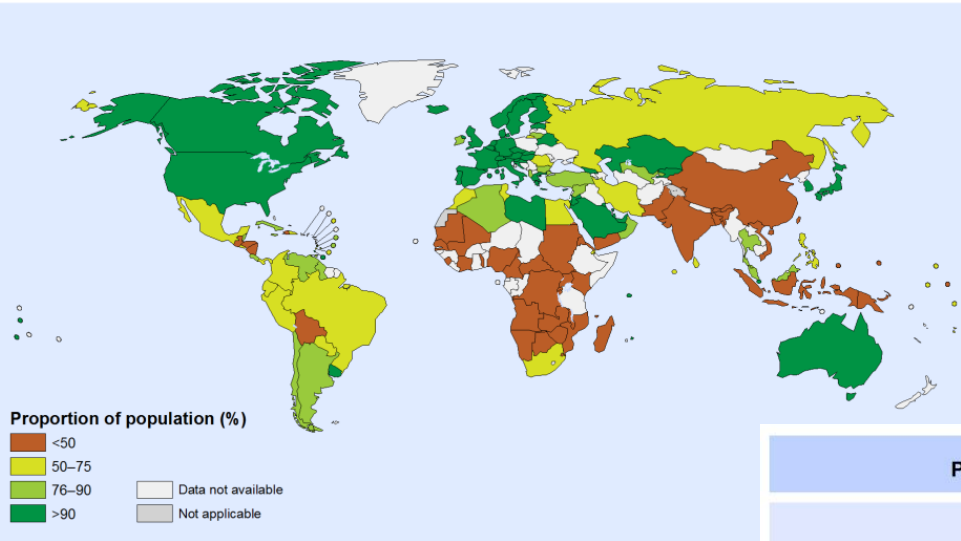 Proportion of population (%)
<50
50–75
76–90
>90
Data not available
Not applicable
P